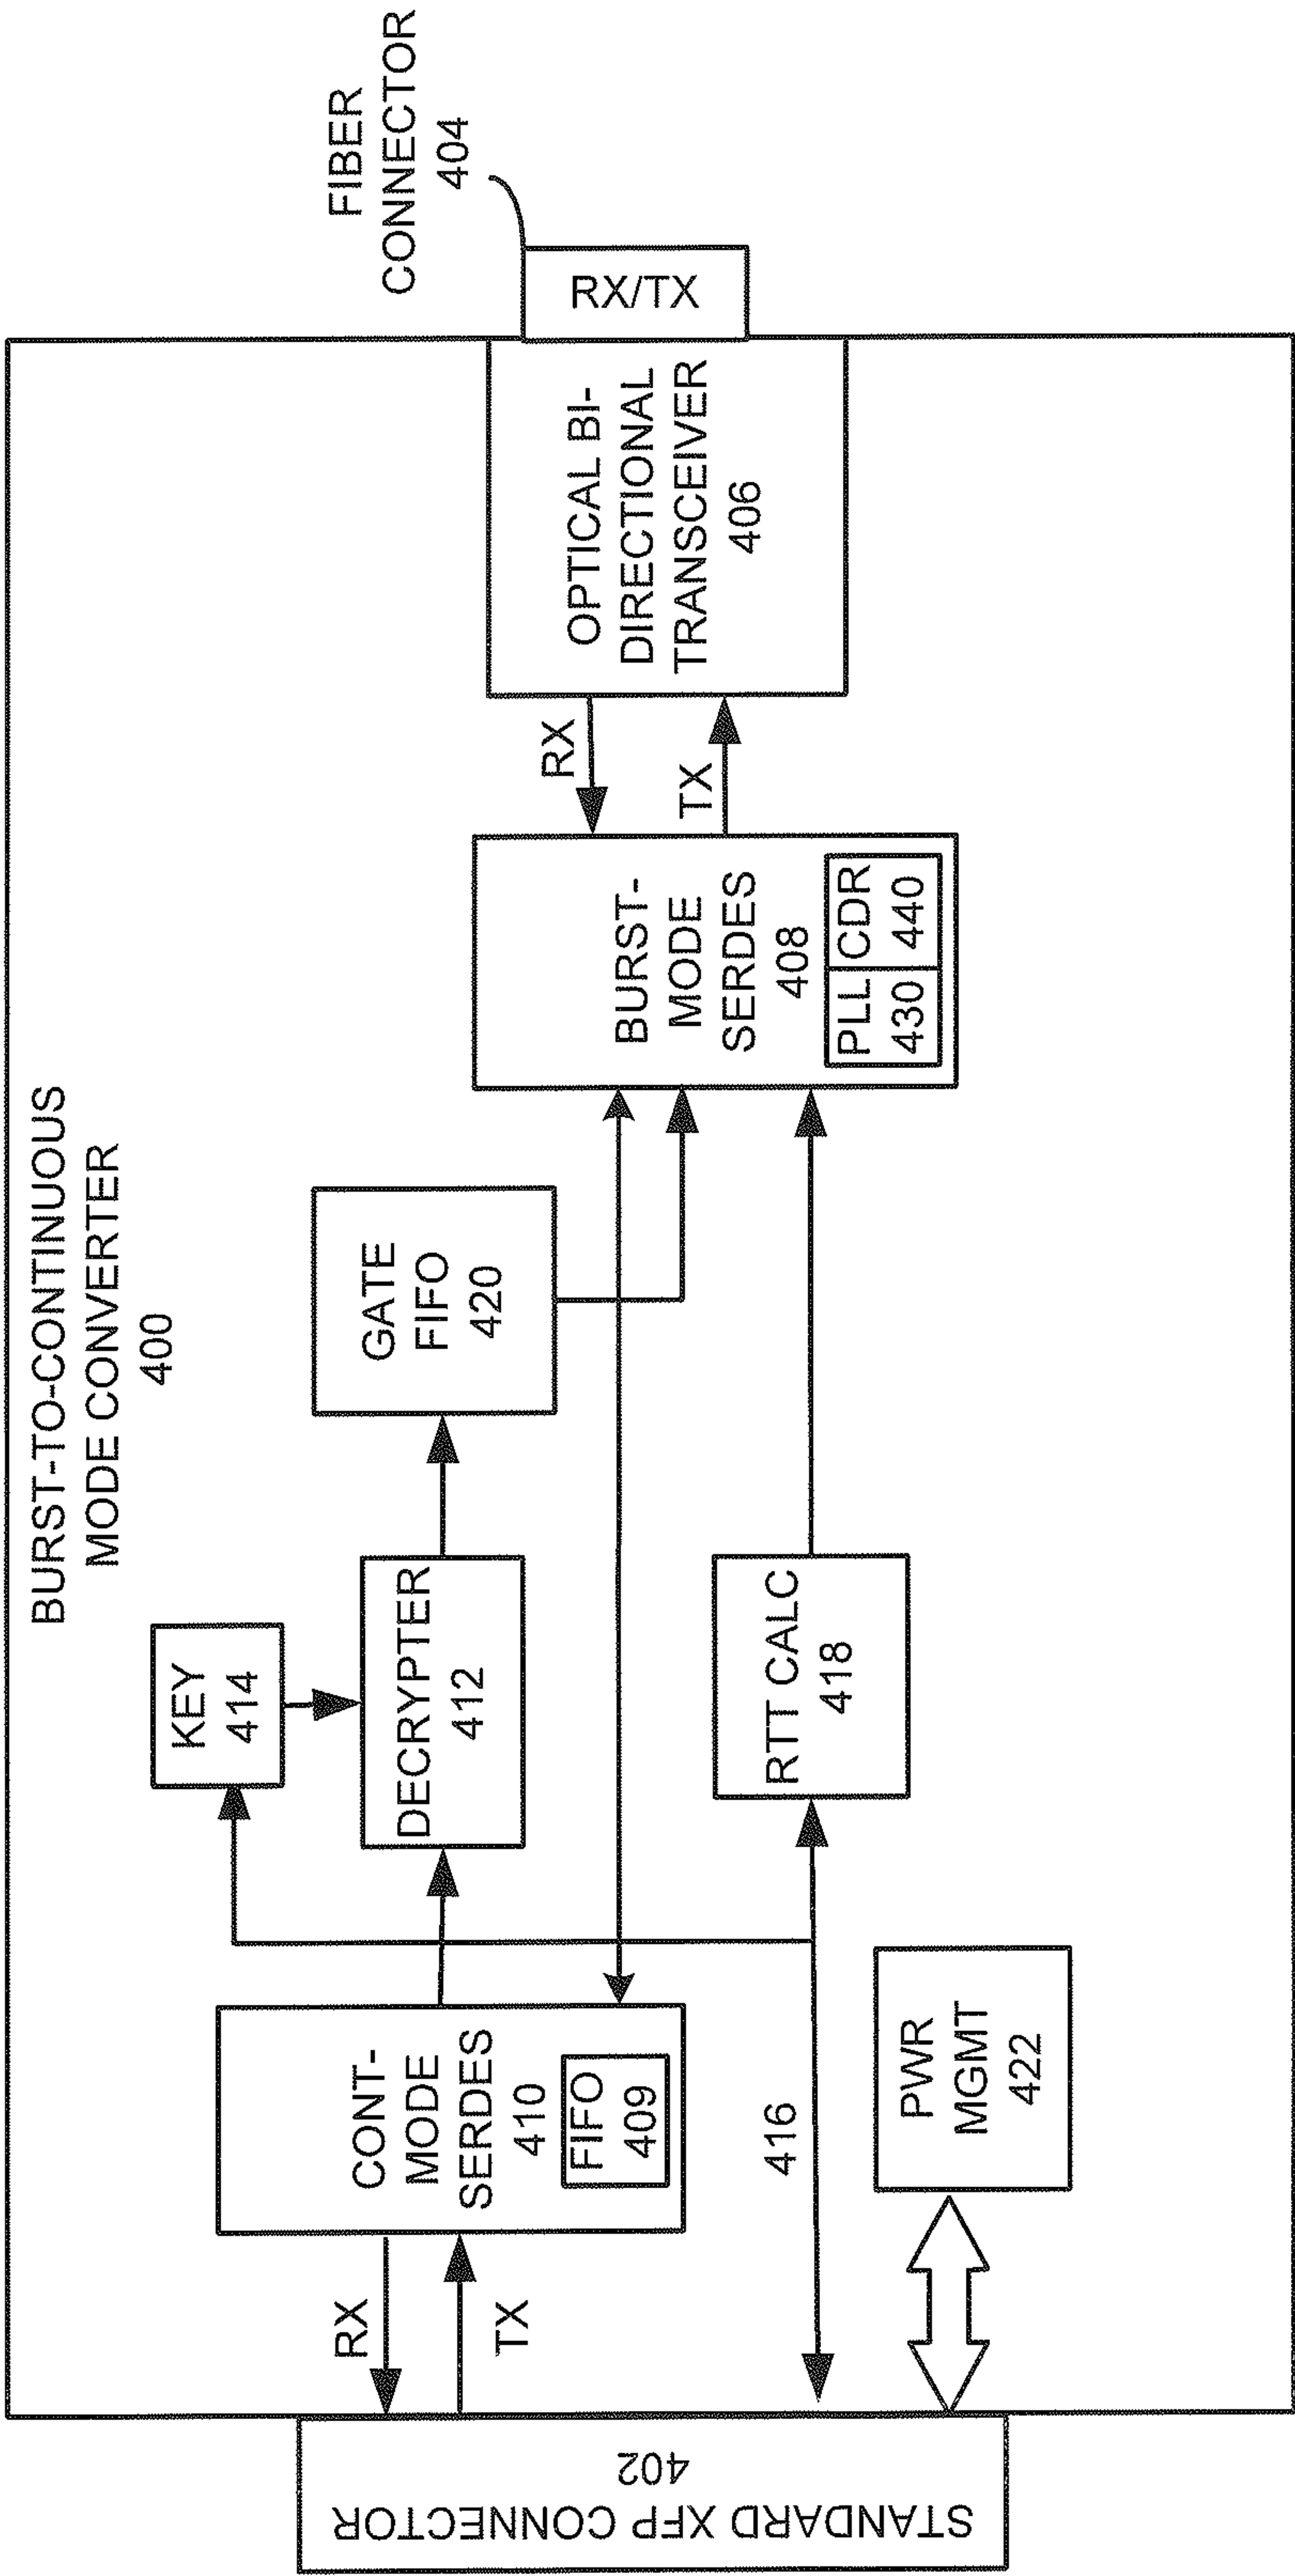 BURST-TO-CONTINUOUS
MODE CONVERTER
400
FIBER
CONNECTOR
404
KEY
414
RX
TX
CONT-
MODE
SERDES
410
FIFO
409
DECRYPTER
412
GATE
FIFO
420
BURST-
MODE
SERDES
408
PLL
430
CDR
440
RX
TX
OPTICAL BI-
DIRECTIONAL
TRANSCEIVER
406
RX/TX
STANDARD XFP CONNECTOR
402
416
RTT CALC
418
PWR
MGMT
422